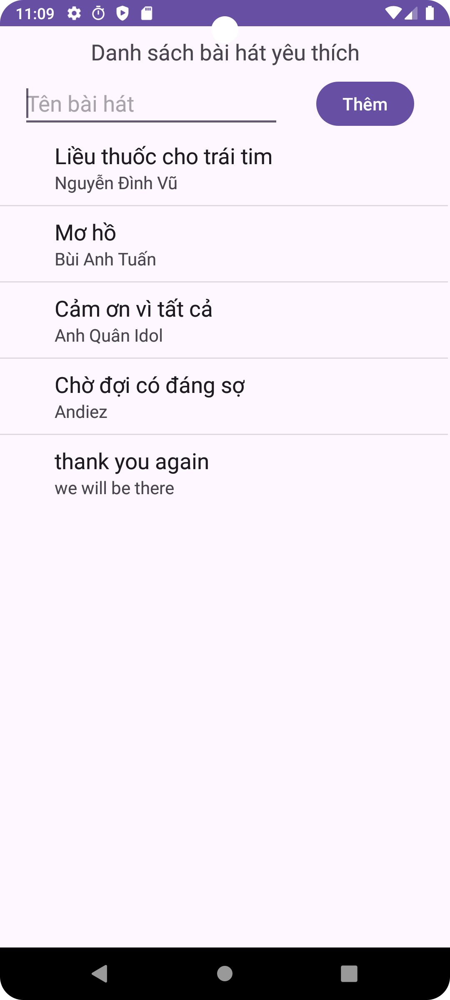 11:09
Danh sách bài hát yêu thích
Tên bài hát
Thêm
Liều thuốc cho trái tim
Nguyễn Đình Vũ
Mơ hồ
Bùi Anh Tuấn
Cảm ơn vì tất cả
Anh Quân Idol
Chờ đợi có đáng sợ
Andiez
thank you again
we will be there